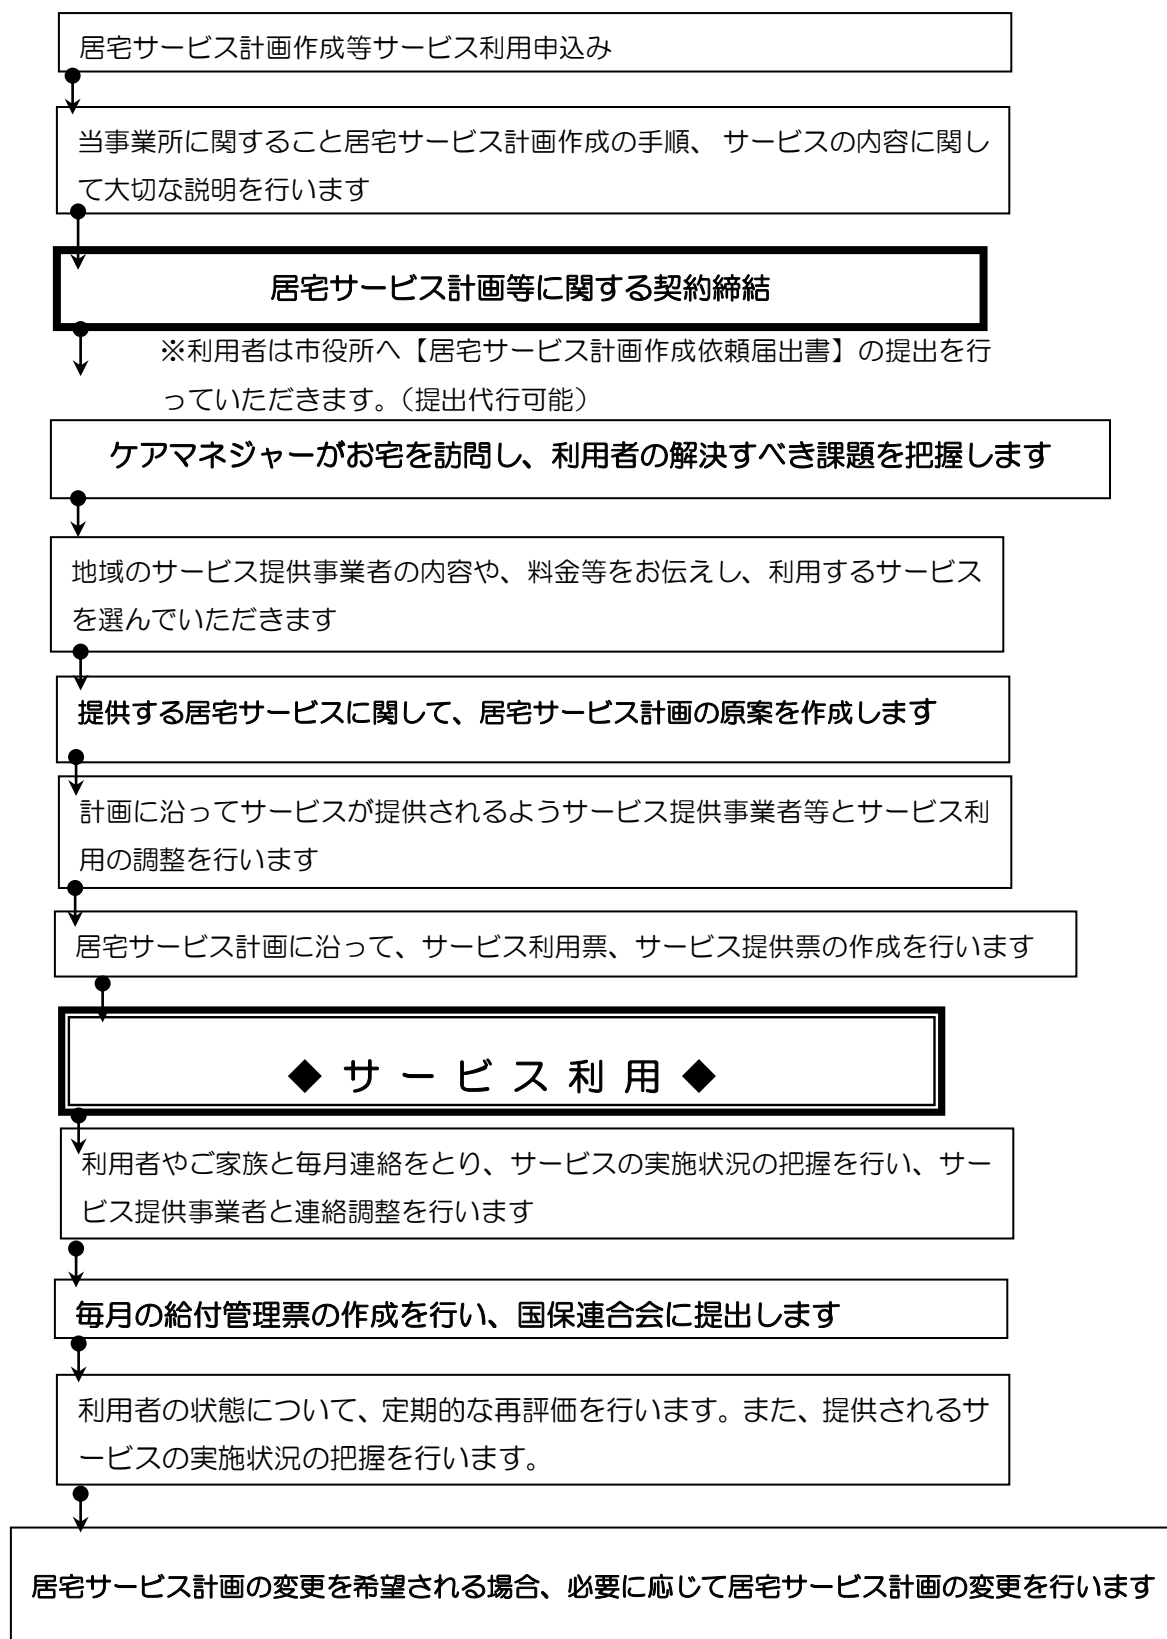 居宅サービス計画作成等サービス利用申込み
当事業所に関すること居宅サービス計画作成の手順、 サービスの内容に関し
て大切な説明を行います
居宅サービス計画等に関する契約締結
※利用者は市役所へ【居宅サービス計画作成依頼届出書】の提出を行
っていただきます。（提出代行可能）
ケアマネジャーがお宅を訪問し、利用者の解決すべき課題を把握します
地域のサービス提供事業者の内容や、料金等をお伝えし、利用するサービス
を選んでいただきます
提供する居宅サービスに関して、居宅サービス計画の原案を作成します
計画に沿ってサービスが提供されるようサービス提供事業者等とサービス利
用の調整を行います
居宅サービス計画に沿って、サービス利用票、サービス提供票の作成を行います
◆ サ ー ビ ス 利 用 ◆
利用者やご家族と毎月連絡をとり、サービスの実施状況の把握を行い、サー
ビス提供事業者と連絡調整を行います
毎月の給付管理票の作成を行い、国保連合会に提出します
利用者の状態について、定期的な再評価を行います。また、提供されるサ
ービスの実施状況の把握を行います。
居宅サービス計画の変更を希望される場合、必要に応じて居宅サービス計画の変更を行います